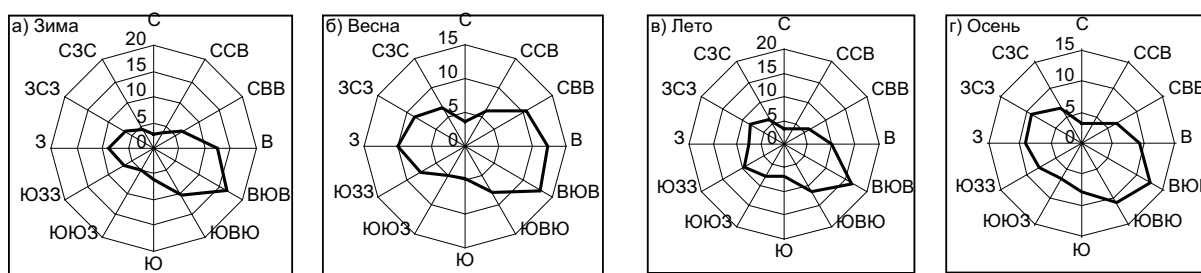 а) Зима
С
ССВ
СВВ
В
ВЮВ
ЮВЮ
Ю
ЮЮЗ
ЮЗЗ
З
ЗСЗ
СЗС
20
15
10
5
0
б) Весна
С
ССВ
СВВ
В
ВЮВ
ЮВЮ
Ю
ЮЮЗ
ЮЗЗ
З
ЗСЗ
СЗС
15
10
5
0
в) Лето
С
ССВ
СВВ
В
ВЮВ
ЮВЮ
Ю
ЮЮЗ
ЮЗЗ
З
ЗСЗ
СЗС
20
15
10
5
0
г) Осень
С
ССВ
СВВ
В
ВЮВ
ЮВЮ
Ю
ЮЮЗ
ЮЗЗ
З
ЗСЗ
СЗС
15
10
5
0